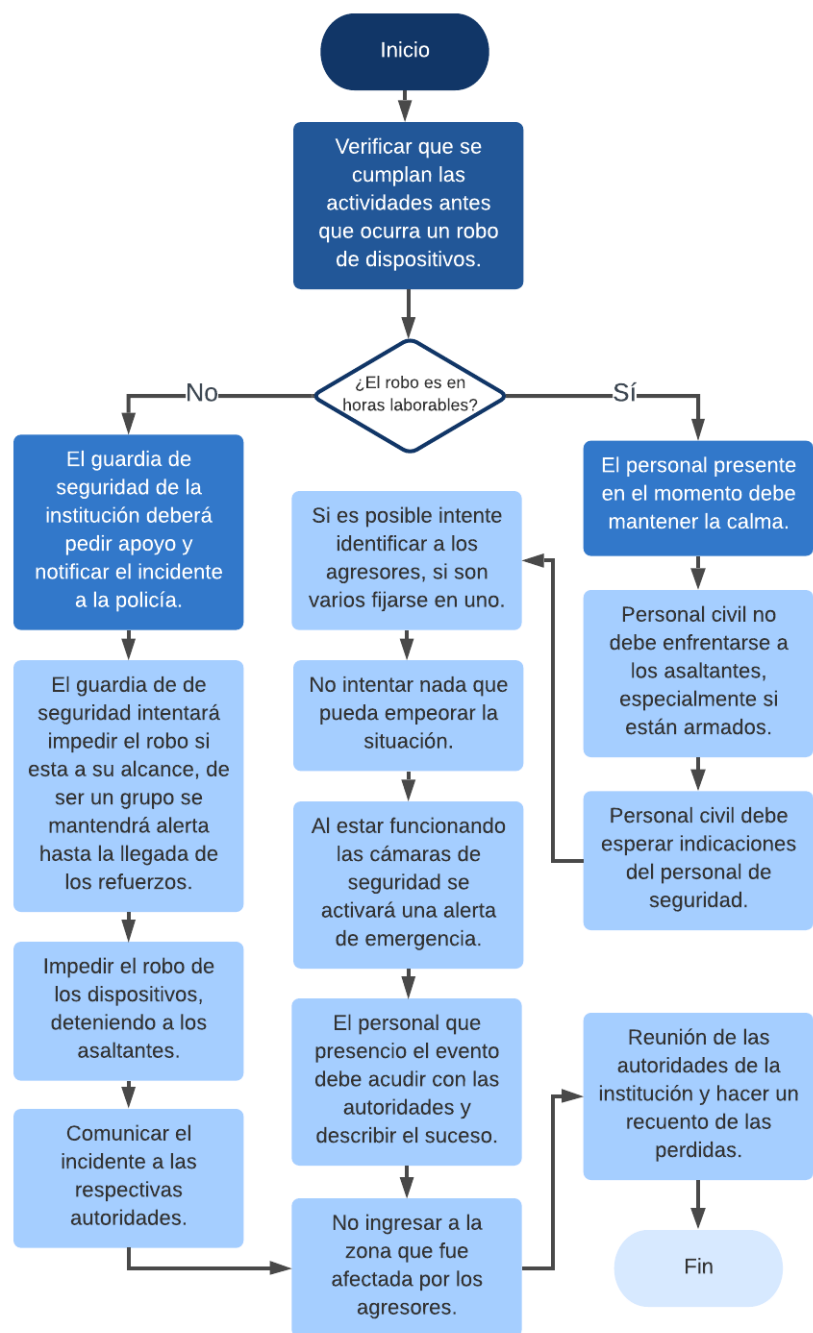 Inicio
Verificar que se
cumplan las
actividades antes
que ocurra un robo
de dispositivos.
¿El robo es en
horas laborables?
No
Sí
El guardia de
seguridad de la
institución deberá
pedir apoyo y
notificar el incidente
a la policía.
El guardia de de
seguridad intentará
impedir el robo si
esta a su alcance, de
ser un grupo se
mantendrá alerta
hasta la llegada de
los refuerzos.
Impedir el robo de
los dispositivos,
deteniendo a los
asaltantes.
Comunicar el
incidente a las
respectivas
autoridades.
El personal presente
en el momento debe
mantener la calma.
Personal civil no
debe enfrentarse a
los asaltantes,
especialmente si
están armados.
Personal civil debe
esperar indicaciones
del personal de
seguridad.
Si es posible intente
identificar a los
agresores, si son
varios fijarse en uno.
No intentar nada que
pueda empeorar la
situación.
Al estar funcionando
las cámaras de
seguridad se
activará una alerta
de emergencia.
El personal que
presencio el evento
debe acudir con las
autoridades y
describir el suceso.
No ingresar a la
zona que fue
afectada por los
agresores.
Reunión de las
autoridades de la
institución y hacer un
recuento de las
perdidas.
Fin